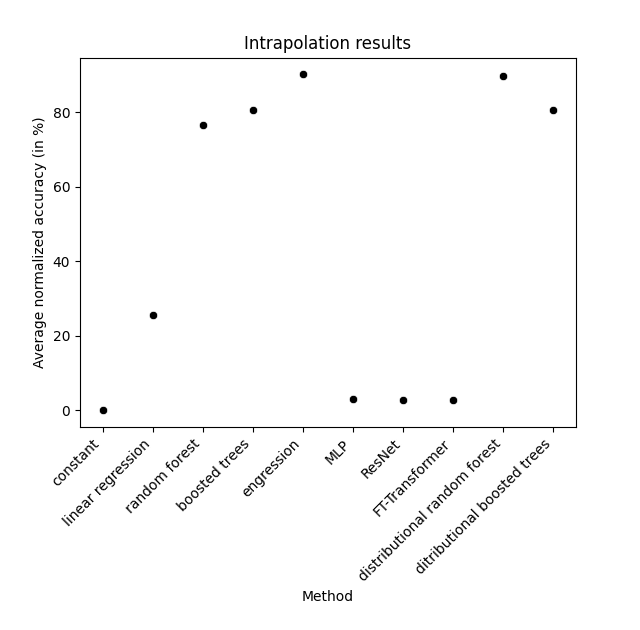 Intrapolation results
Average normalized accuracy (in %)
80
60
40
20
0
constant
linear regression
random forest
boosted trees
engression
MLP
ResNet
FT-Transformer
distributional random forest
ditributional boosted trees
Method